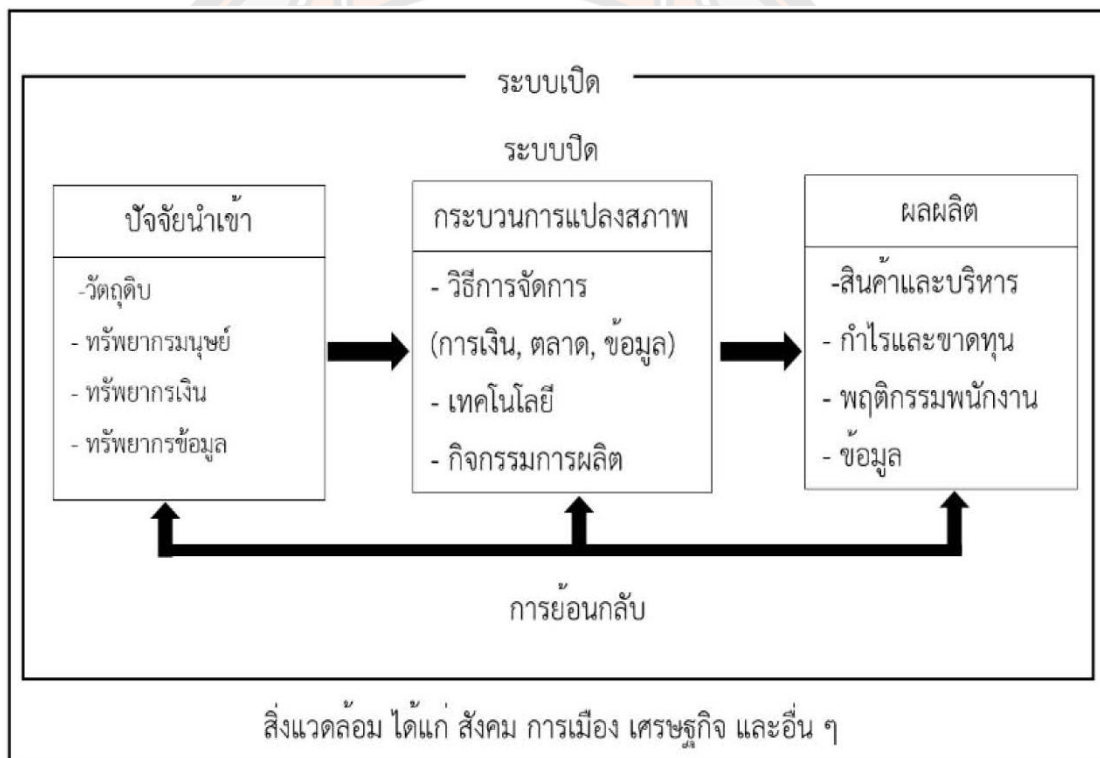 ระบบเปิด
ระบบปิด
ปัจจัยนำเข้า
-วัตถุดิบ
- ทรัพยากรมนุษย์
- ทรัพยากรเงิน
- ทรัพยากรข้อมูล
กระบวนการแปลงสภาพ
- วิธีการจัดการ
(การเงิน, ตลาด, ข้อมูล)
- เทคโนโลยี
- กิจกรรมการผลิต
ผลผลิต
-สินค้าและบริหาร
- กำไรและขาดทุน
- พฤติกรรมพนักงาน
- ข้อมูล
การย้อนกลับ
สิ่งแวดล้อม ได้แก่ สังคม การเมือง เศรษฐกิจ และอื่น ๆ